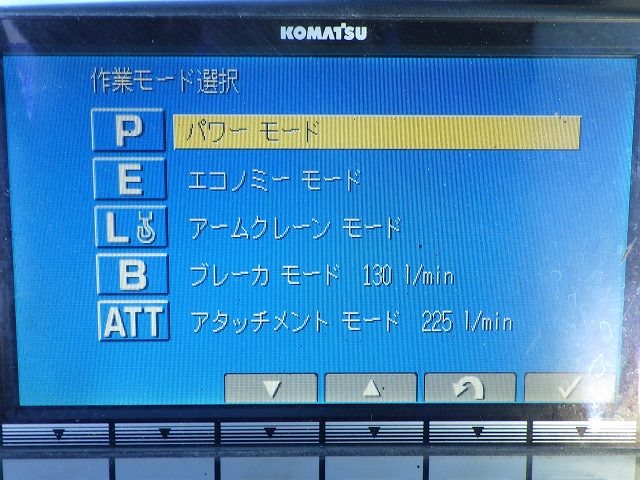 KOMATSU
作業モード選択
P パワー モード
E エコノミー モード
L アームクレーン モード
B ブレーカ モード 130 l/min
ATT アタッチメント モード 225 l/min